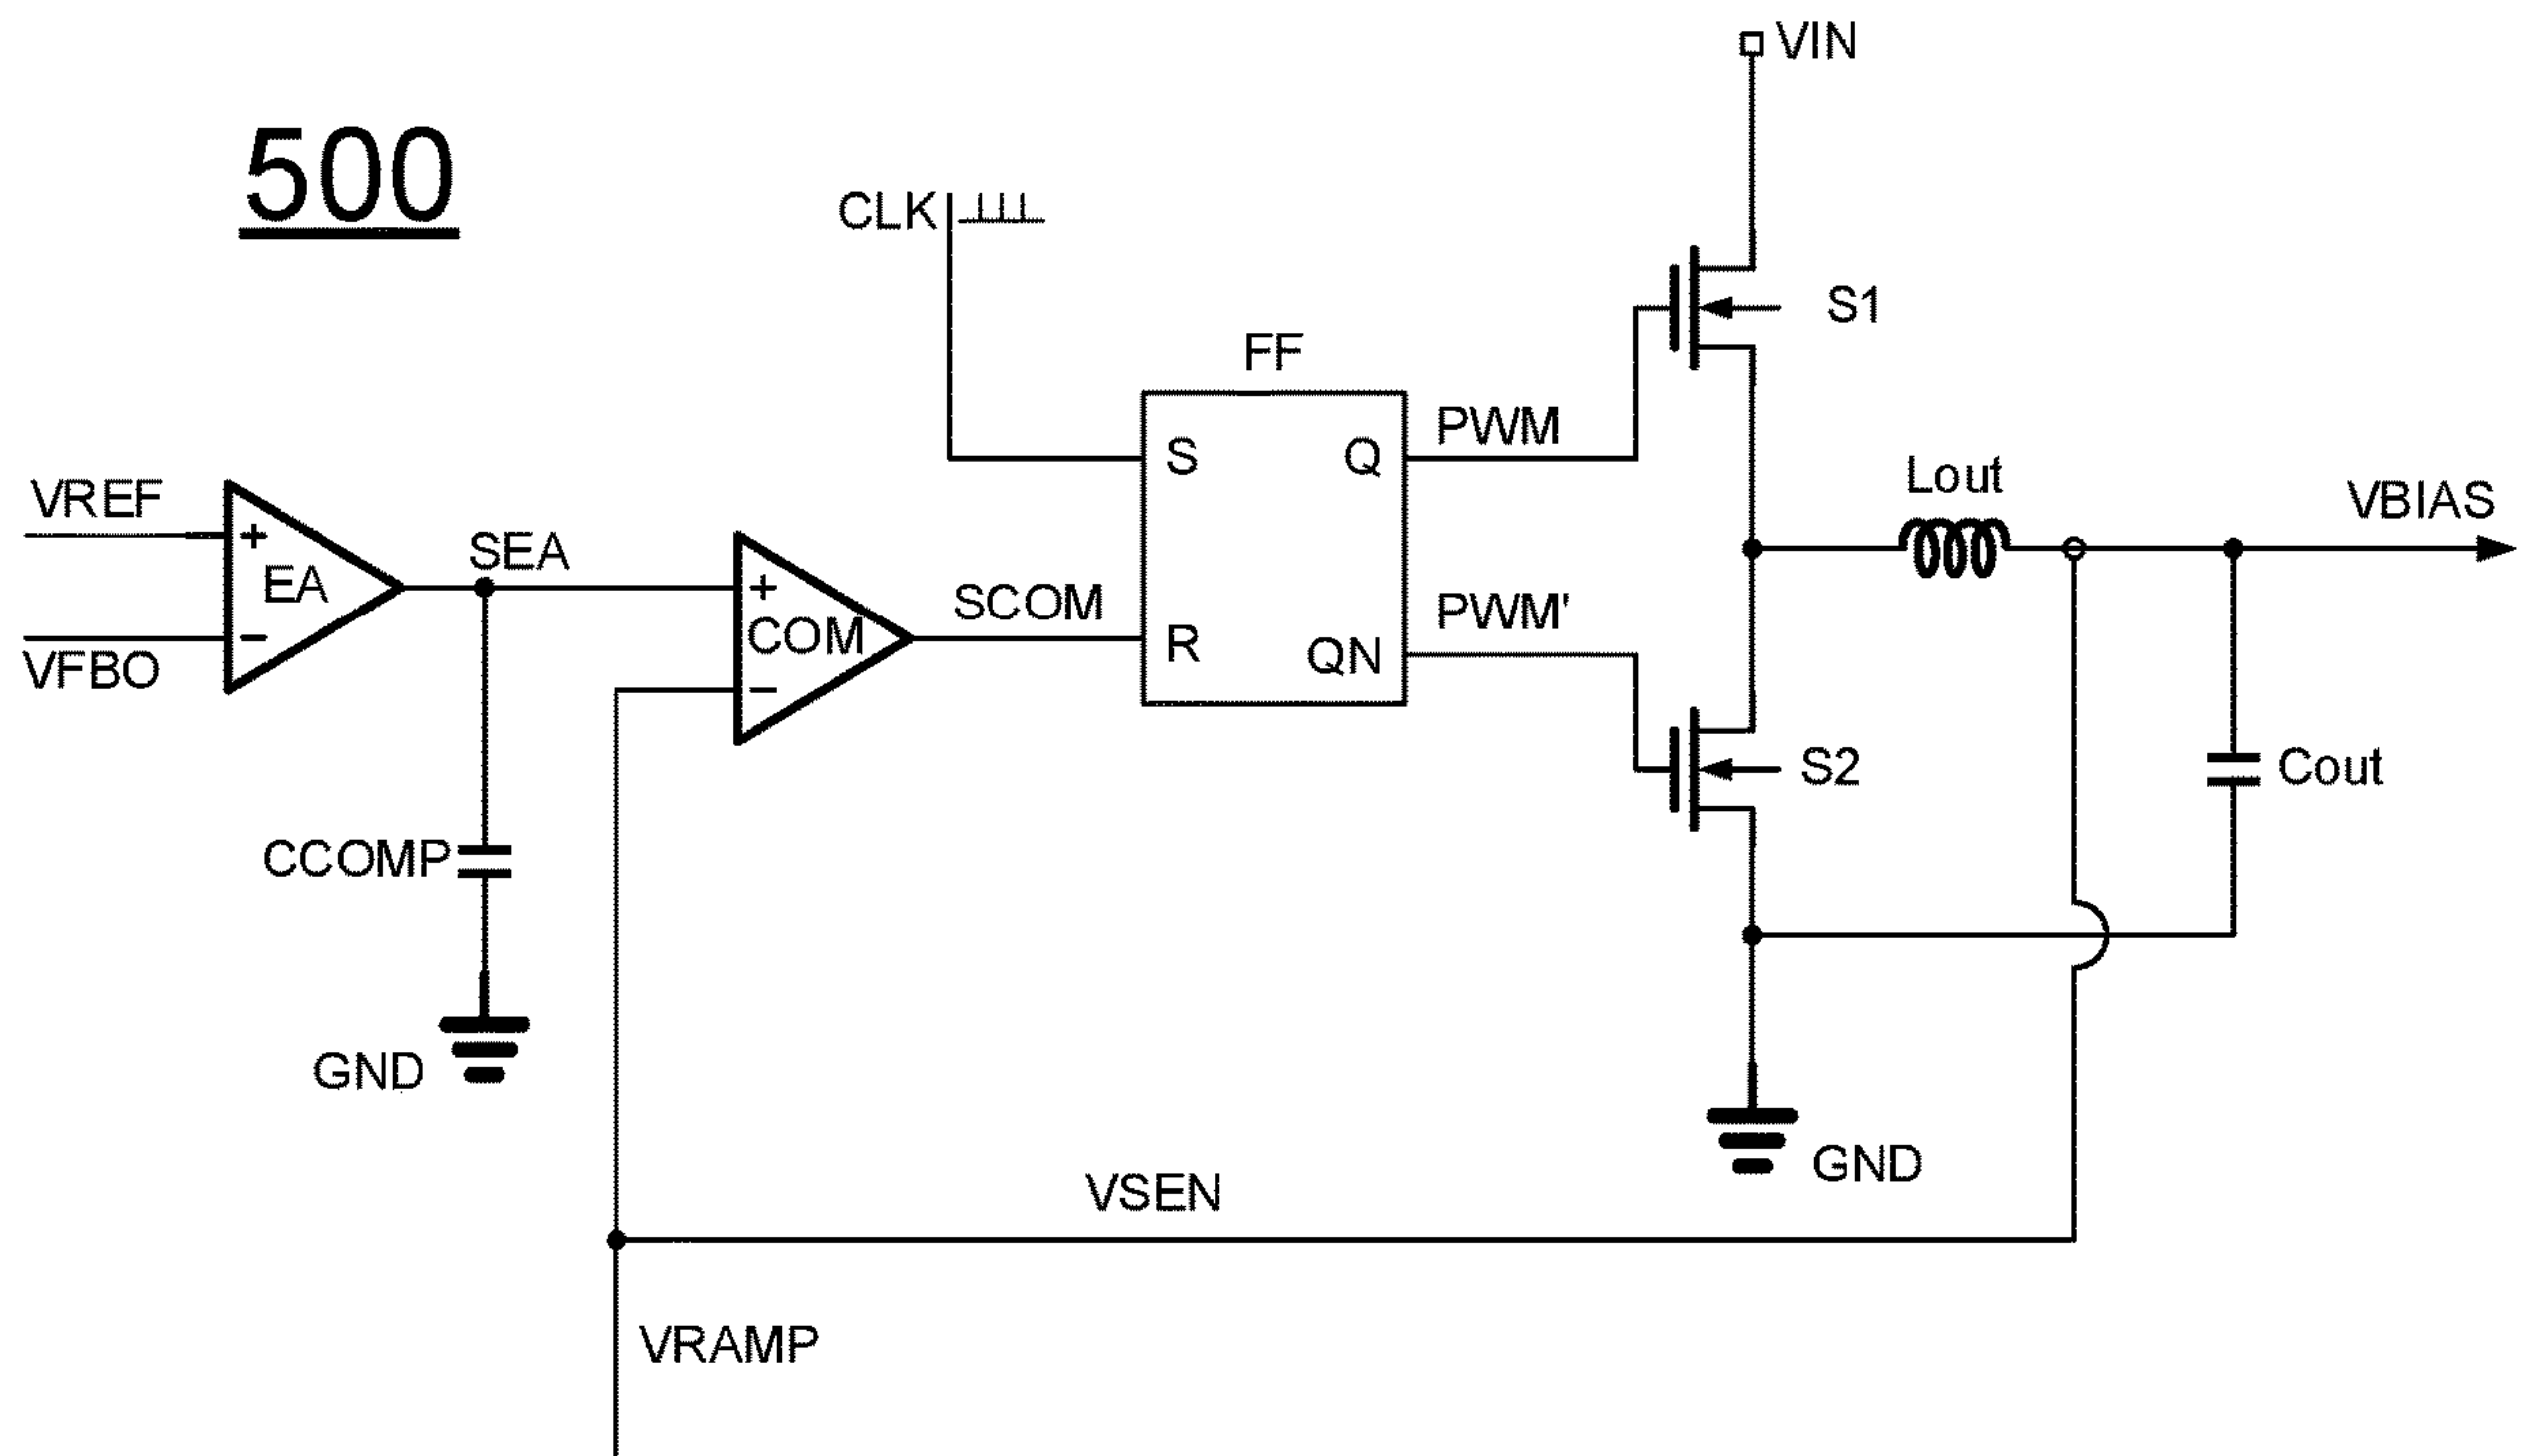 VIN
500
CLK
S1
FF
PWM
S
Q
Lout
VREF
VBIAS
+
EA
SEA
+
COM
SCOM
PWM'
−
VFBO
R
QN
−
S2
Cout
CCOMP
GND
GND
VSEN
VRAMP